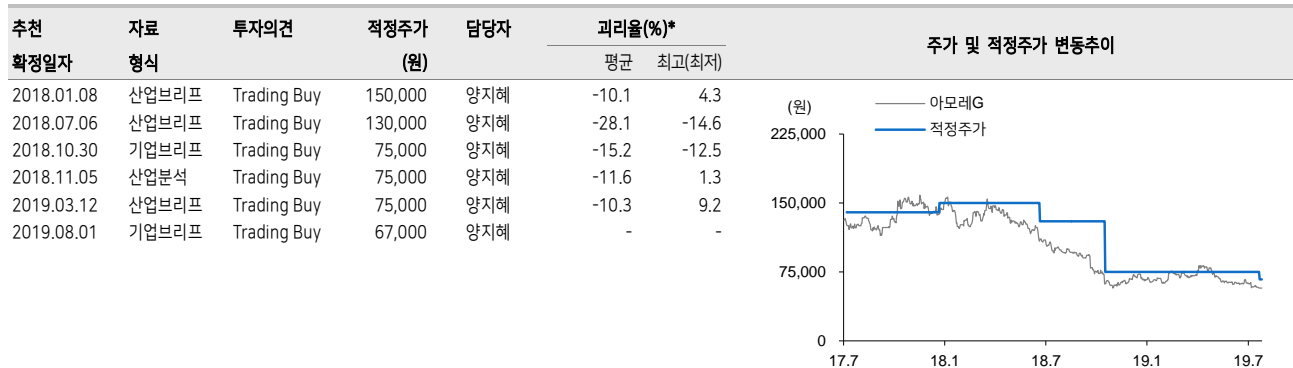 추천 자료 투자의견 적정주가 담당자 괴리율(%)*
확정일자 형식 (원) 평균 최고(최저)
2018.01.08 산업브리프 Trading Buy 150,000 양지혜 -10.1 4.3
2018.07.06 산업브리프 Trading Buy 130,000 양지혜 -28.1 -14.6
2018.10.30 기업브리프 Trading Buy 75,000 양지혜 -15.2 -12.5
2018.11.05 산업분석 Trading Buy 75,000 양지혜 -11.6 1.3
2019.03.12 산업브리프 Trading Buy 75,000 양지혜 -10.3 9.2
2019.08.01 기업브리프 Trading Buy 67,000 양지혜 - -
주가 및 적정주가 변동추이
(원)
아모레G
적정주가
225,000
150,000
75,000
0
17.7 18.1 18.7 19.1 19.7